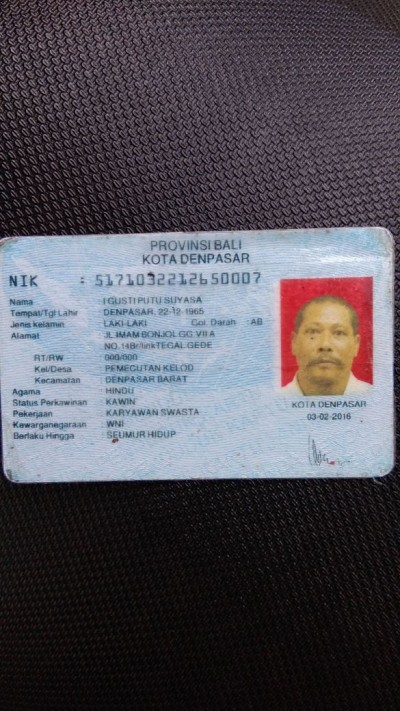 PROVINSI BALI
KOTA DENPASAR
NIK : 5171032212650007
Nama : I GUSTI PUTU SUYASA
Tempat/Tgl Lahir : DENPASAR, 22-12-1965
Jenis kelamin : LAKI-LAKI Gol. Darah : AB
Alamat : JL.IMAM BONJOL GG.VII A
NO.14Br/linkTEGAL GEDE
RT/RW : 000/000
Kel/Desa : PEMECUTAN KELOD
Kecamatan : DENPASAR BARAT
Agama : HINDU
Status Perkawinan : KAWIN
Pekerjaan : KARYAWAN SWASTA
Kewarganegaraan : WNI
Berlaku Hingga : SEUMUR HIDUP
KOTA DENPASAR
03-02-2016